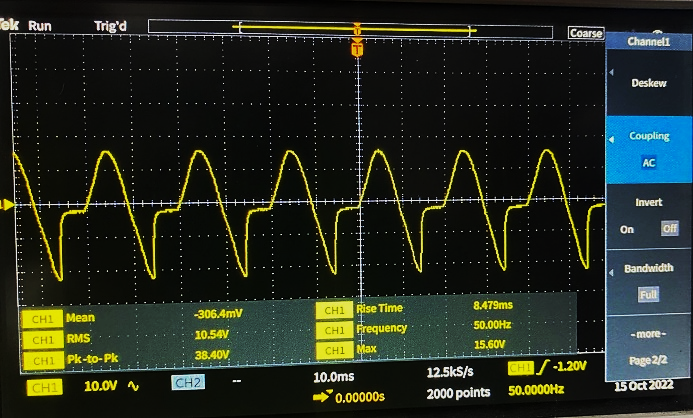 Tek Run Trig'd Coarse
T
T
Channel1
Deskew
Coupling
AC
Invert
On Off
Bandwidth
Full
-more-
Page2/2
CH1 Mean -306.4mV CH1 Rise Time 8.479ms
CH1 RMS 10.54V CH1 Frequency 50.00Hz
CH1 Pk-to-Pk 38.40V CH1 Max 15.60V
CH1 10.0V CH2 -- 10.0ms 12.5kS/s CH1 -1.20V
0.00000s 2000 points 50.0000Hz
15 Oct 2022